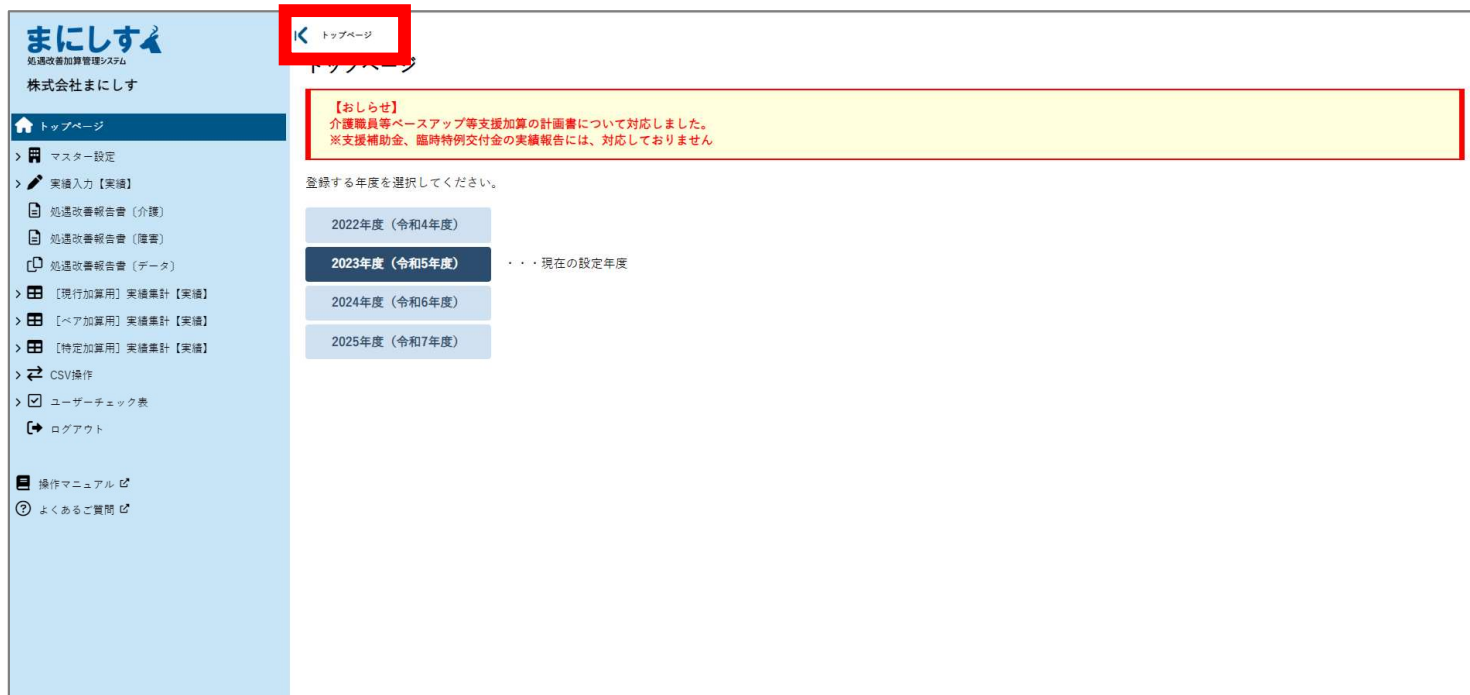 まにしす
処遇改善加算管理システム
株式会社まにしす
トップページ
マスター設定
実績入力【実績】
処遇改善報告書（介護）
処遇改善報告書（障害）
処遇改善報告書（データ）
［現行加算用］実績集計【実績】
［ベア加算用］実績集計【実績】
［特定加算用］実績集計【実績】
CSV操作
ユーザーチェック表
ログアウト
操作マニュアル
よくあるご質問
トップページ
トップページ
【おしらせ】
介護職員等ベースアップ等支援加算の計画書について対応しました。
※支援補助金、臨時特例交付金の実績報告には、対応しておりません
登録する年度を選択してください。
2022年度（令和4年度）
2023年度（令和5年度） ・・・現在の設定年度
2024年度（令和6年度）
2025年度（令和7年度）